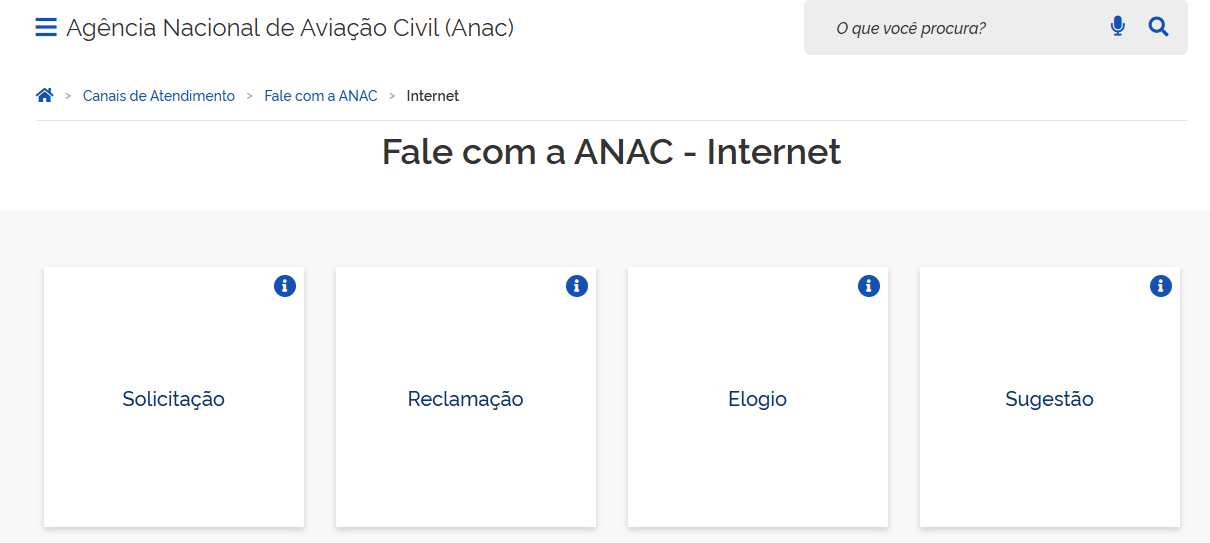 Agência Nacional de Aviação Civil (Anac)
O que você procura?
> Canais de Atendimento > Fale com a ANAC > Internet
Fale com a ANAC - Internet
Solicitação
Reclamação
Elogio
Sugestão